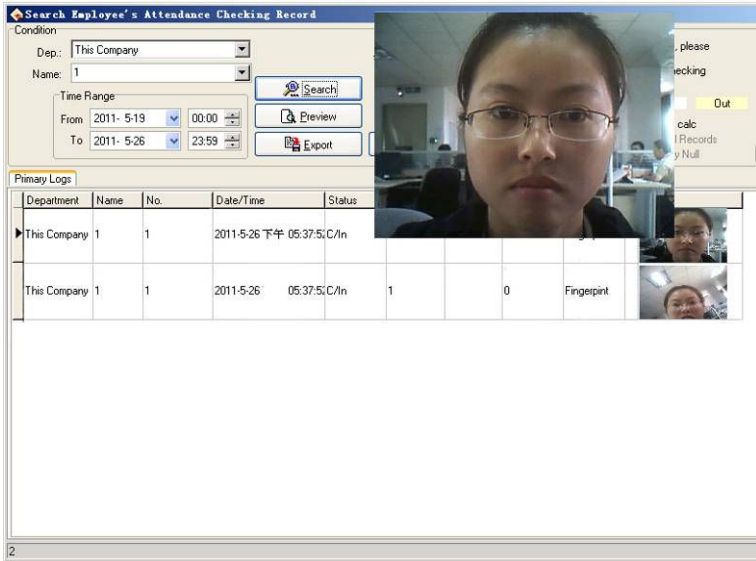 Search Employee's Attendance Checking Record
Condition
Dep.: This Company
, please
Name: 1
Time Range
Search
Out
From 2011- 5-19 00:00
Preview
calc
To 2011- 5-26 23:59
Export
l Records
y Null
Primary Logs
Department Name No. Date/Time Status
This Company 1 1 2011-5-26 下午 05:37:52 C/In
This Company 1 1 2011-5-26 05:37:52 C/In 1 0 Fingerpint
2